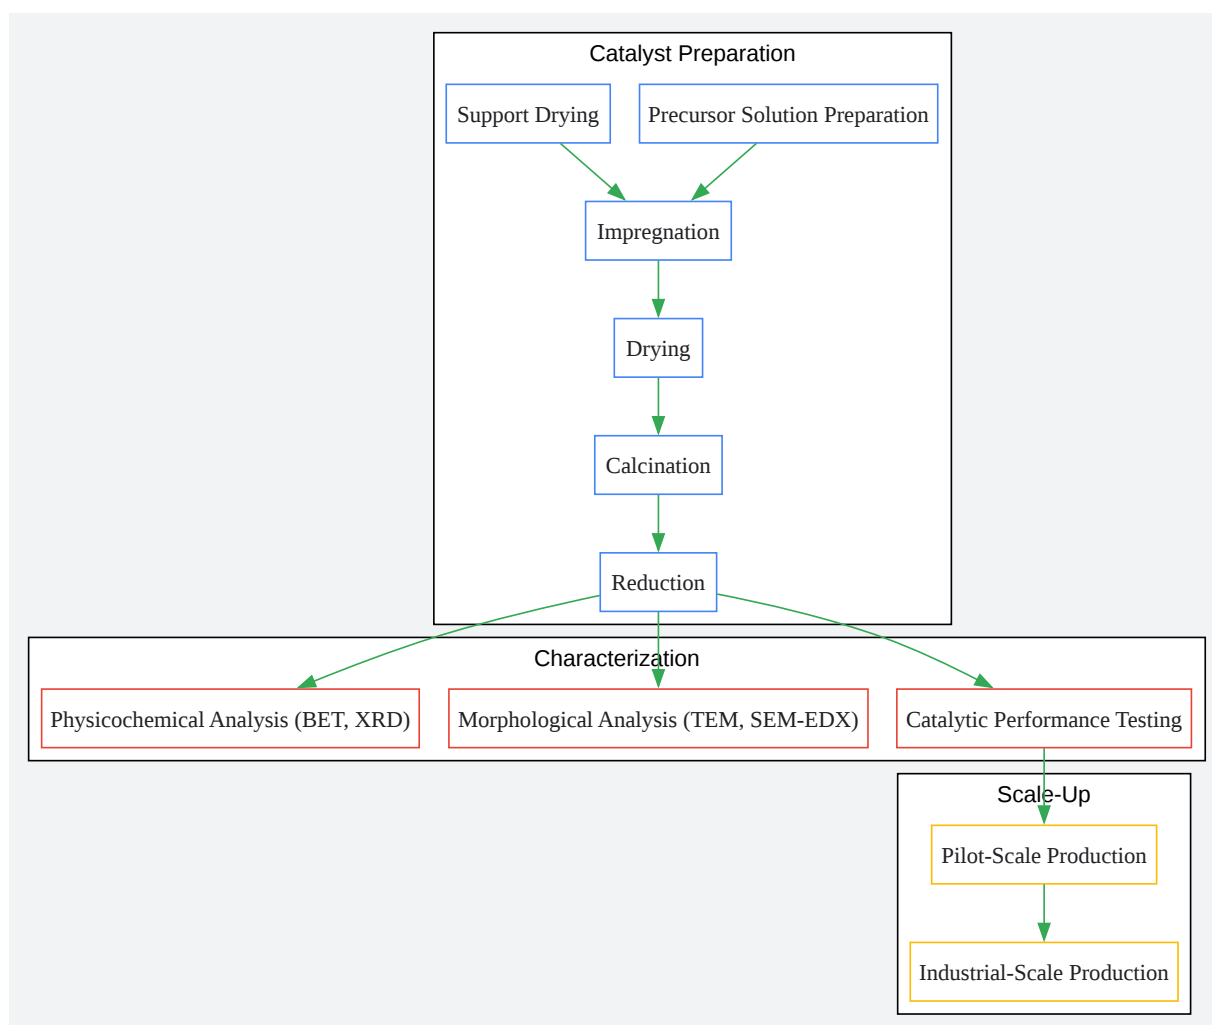 Catalyst Preparation
Support Drying
Precursor Solution Preparation
Impregnation
Drying
Calcination
Reduction
Characterization
Physicochemical Analysis (BET, XRD)
Morphological Analysis (TEM, SEM-EDX)
Catalytic Performance Testing
Scale-Up
Pilot-Scale Production
Industrial-Scale Production